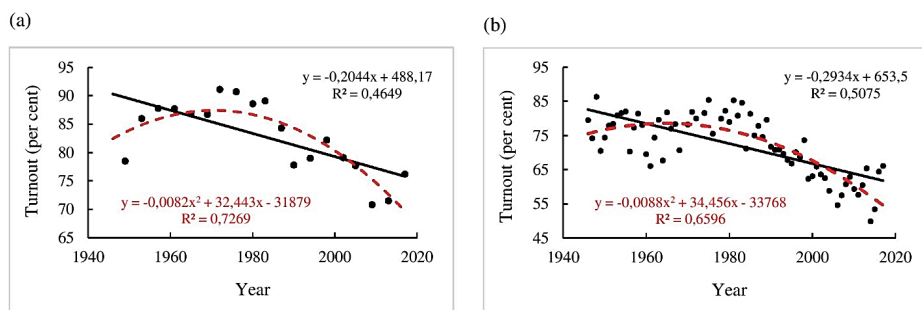 (a)
y = -0,2044x + 488,17
R² = 0,4649
95
90
85
80
75
70
65
Turnout (per cent)
y = -0,0082x² + 32,443x - 31879
R² = 0,7269
1940 1960 1980 2000 2020
Year
(b)
y = -0,2934x + 653,5
R² = 0,5075
95
85
75
65
55
45
Turnout (per cent)
y = -0,0088x² + 34,456x - 33768
R² = 0,6596
1940 1960 1980 2000 2020
Year